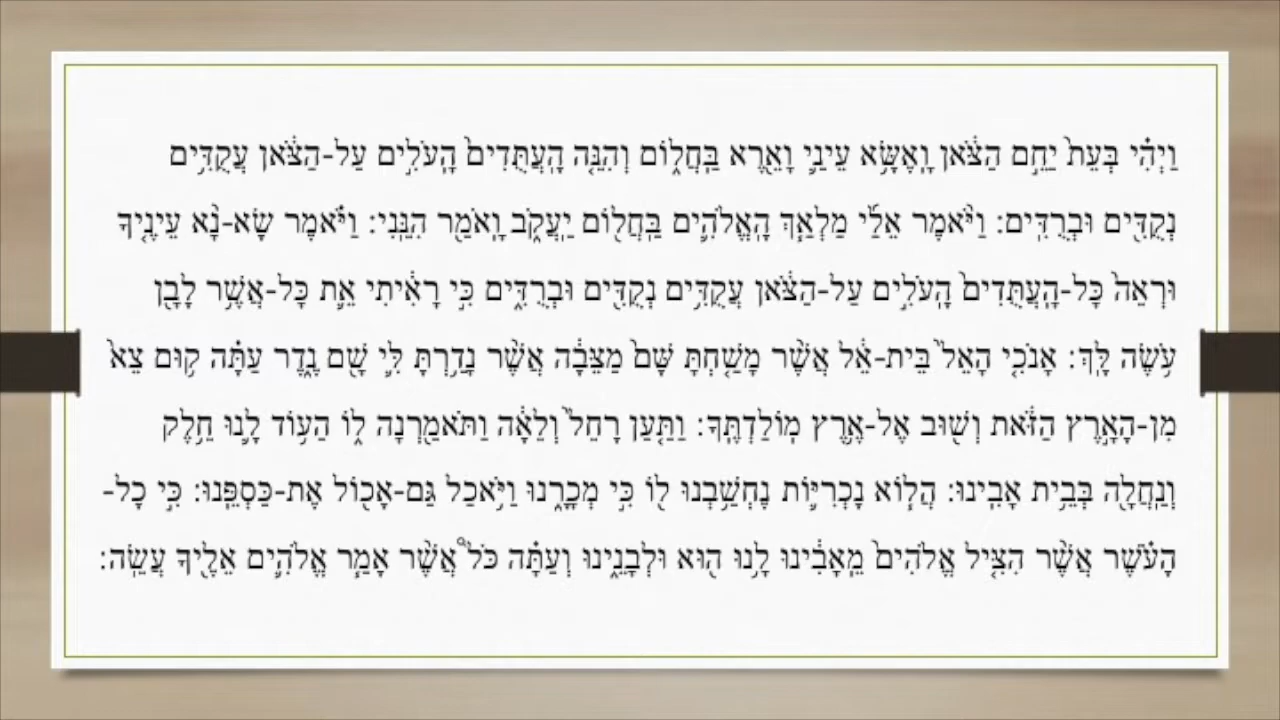 וַיְהִ֗י בְּעֵת֙ יַחֵ֣ם הַצֹּ֔אן וָֽאֶשָּׂ֥א עֵינַ֛י וָאֵ֖רֶא בַּֽחֲל֑וֹם וְהִנֵּ֤ה הָֽעַתֻּדִים֙ הָֽעֹלִ֣ים עַל-הַצֹּ֔אן עֲקֻדִּ֥ים
נְקֻדִּ֖ים וּבְרֻדִּֽים: וַיֹּ֨אמֶר אֵלַ֜י מַלְאַ֧ךְ הָֽאֱלֹהִ֛ים בַּֽחֲל֖וֹם יַֽעֲקֹ֑ב וָֽאֹמַ֖ר הִנֵּֽנִי: וַיֹּ֗אמֶר שָׂא-נָ֨א עֵינֶ֤יךָ
וּרְאֵה֙ כָּל-הָֽעַתֻּדִים֙ הָֽעֹלִ֣ים עַל-הַצֹּ֔אן עֲקֻדִּ֥ים נְקֻדִּ֖ים וּבְרֻדִּ֑ים כִּ֣י רָאִ֔יתִי אֵ֛ת כָּל-אֲשֶׁ֥ר לָבָ֖ן
עֹ֥שֶׂה לָּֽךְ: אָנֹכִ֤י הָאֵל֙ בֵּֽית-אֵ֔ל אֲשֶׁ֨ר מָשַׁ֤חְתָּ שָּׁם֙ מַצֵּבָ֔ה אֲשֶׁ֨ר נָדַ֥רְתָּ לִּ֛י שָׁ֖ם נֶ֑דֶר עַתָּ֗ה ק֥וּם צֵא֙
מִן-הָאָ֣רֶץ הַזֹּ֔את וְשׁ֖וּב אֶל-אֶ֥רֶץ מֽוֹלַדְתֶּֽךָ: וַתַּ֤עַן רָחֵל֙ וְלֵאָ֔ה וַתֹּאמַ֖רְנָה ל֑וֹ הַע֥וֹד לָ֛נוּ חֵ֥לֶק
וְנַֽחֲלָ֖ה בְּבֵ֥ית אָבִֽינוּ: הֲל֧וֹא נָכְרִיּ֛וֹת נֶחְשַׁ֥בְנוּ ל֖וֹ כִּ֣י מְכָרָ֑נוּ וַיֹּ֥אכַל גַּם-אָכ֖וֹל אֶת-כַּסְפֵּֽנוּ: כִּ֣י כָל-
הָעֹ֗שֶׁר אֲשֶׁ֨ר הִצִּ֤יל אֱלֹהִים֙ מֵֽאָבִ֔ינוּ לָ֥נוּ ה֖וּא וּלְבָנֵ֑ינוּ וְעַתָּ֗ה כֹּל֩ אֲשֶׁ֨ר אָמַ֧ר אֱלֹהִ֛ים אֵלֶ֖יךָ עֲשֵֽׂה: